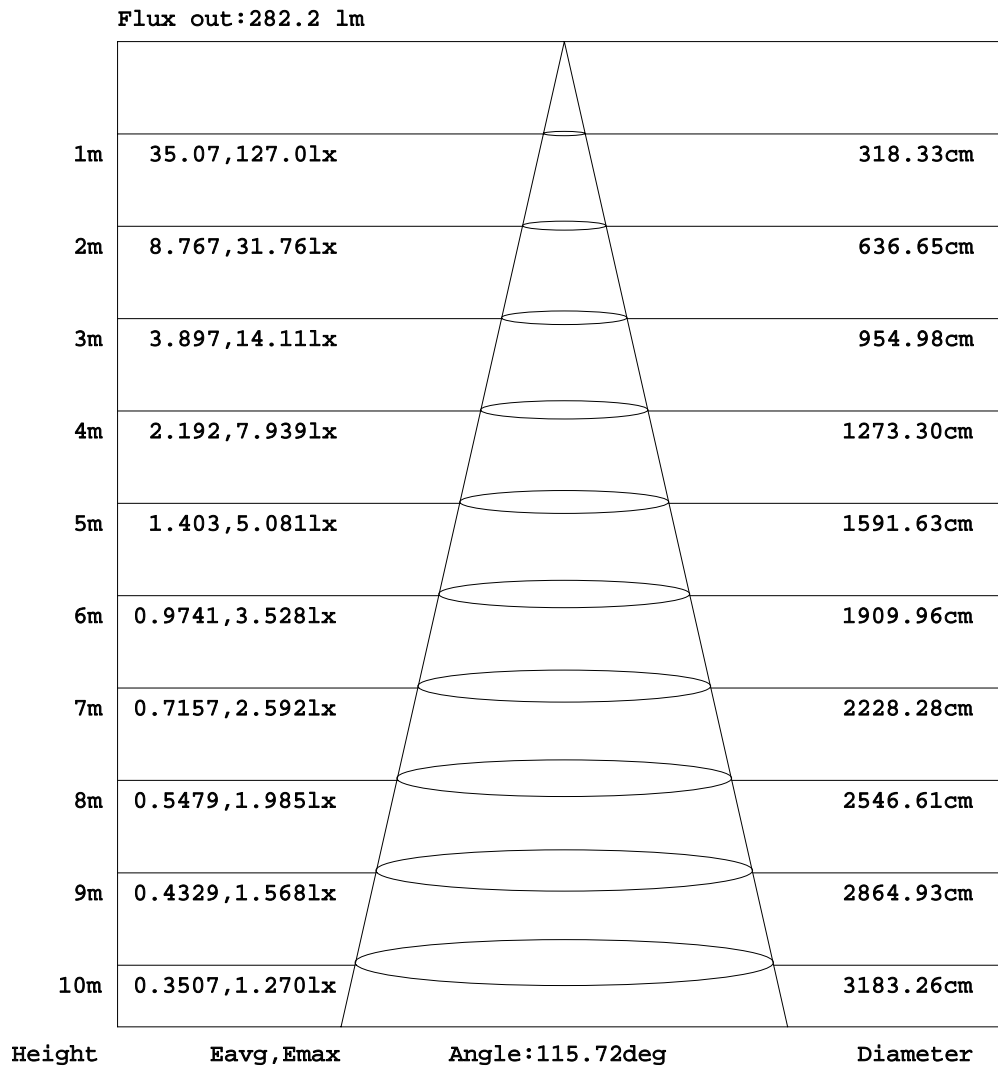 Flux out:282.2 lm
1m 35.07,127.0lx 318.33cm
2m 8.767,31.76lx 636.65cm
3m 3.897,14.11lx 954.98cm
4m 2.192,7.939lx 1273.30cm
5m 1.403,5.081lx 1591.63cm
6m 0.9741,3.528lx 1909.96cm
7m 0.7157,2.592lx 2228.28cm
8m 0.5479,1.985lx 2546.61cm
9m 0.4329,1.568lx 2864.93cm
10m 0.3507,1.270lx 3183.26cm
Height Eavg,Emax Angle:115.72deg Diameter